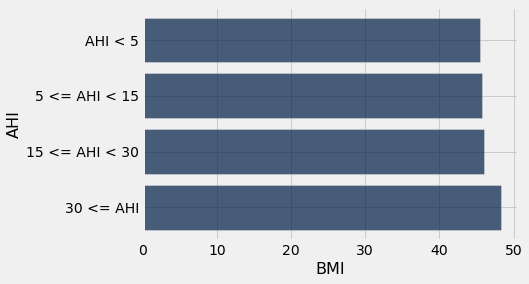 AHI < 5
5 <= AHI < 15
15 <= AHI < 30
30 <= AHI
AHI
0 10 20 30 40 50
BMI